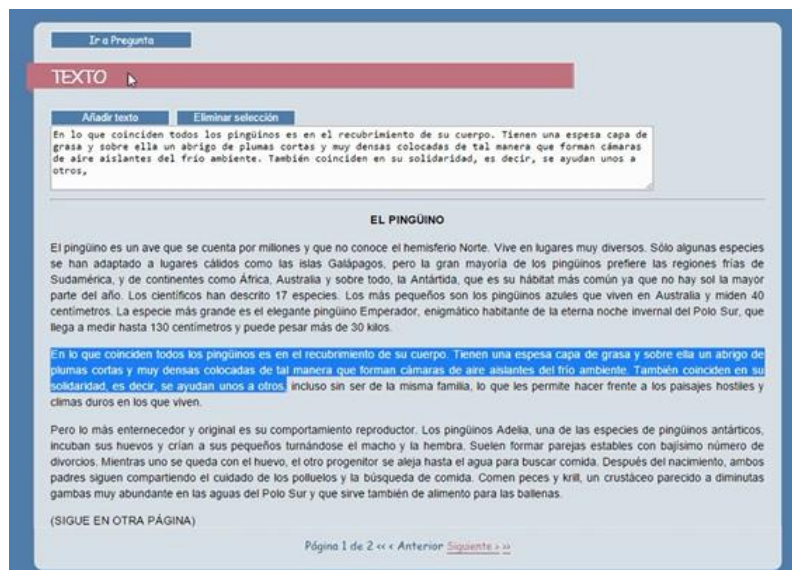 Ir a Pregunta
TEXTO
Añadir texto Eliminar selección
En lo que coinciden todos los pingüinos es en el recubrimiento de su cuerpo. Tienen una espesa capa de
grasa y sobre ella un abrigo de plumas cortas y muy densas colocadas de tal manera que forman cámaras
de aire aislantes del frío ambiente. También coinciden en su solidaridad, es decir, se ayudan unos a
otros,
EL PINGÜINO
El pingüino es un ave que se cuenta por millones y que no conoce el hemisferio Norte. Vive en lugares muy diversos. Sólo algunas especies
se han adaptado a lugares cálidos como las islas Galápagos, pero la gran mayoría de los pingüinos prefiere las regiones frías de
Sudamérica, y de continentes como África, Australia y sobre todo, la Antártida, que es su hábitat más común ya que no hay sol la mayor
parte del año. Los científicos han descrito 17 especies. Los más pequeños son los pingüinos azules que viven en Australia y miden 40
centímetros. La especie más grande es el elegante pingüino Emperador, enigmático habitante de la eterna noche invernal del Polo Sur, que
llega a medir hasta 130 centímetros y puede pesar más de 30 kilos.
En lo que coinciden todos los pingüinos es en el recubrimiento de su cuerpo. Tienen una espesa capa de grasa y sobre ella un abrigo de
plumas cortas y muy densas colocadas de tal manera que forman cámaras de aire aislantes del frío ambiente. También coinciden en su
solidaridad, es decir, se ayudan unos a otros, incluso sin ser de la misma familia, lo que les permite hacer frente a los paisajes hostiles y
climas duros en los que viven.
Pero lo más enternecedor y original es su comportamiento reproductor. Los pingüinos Adelia, una de las especies de pingüinos antárticos,
incuban sus huevos y crían a sus pequeños turnándose el macho y la hembra. Suelen formar parejas estables con bajísimo número de
divorcios. Mientras uno se queda con el huevo, el otro progenitor se aleja hasta el agua para buscar comida. Después del nacimiento, ambos
padres siguen compartiendo el cuidado de los polluelos y la búsqueda de comida. Comen peces y krill, un crustáceo parecido a diminutas
gambas muy abundante en las aguas del Polo Sur y que sirve también de alimento para las ballenas.
(SIGUE EN OTRA PÁGINA)
Página 1 de 2 << < Anterior Siguiente > >>